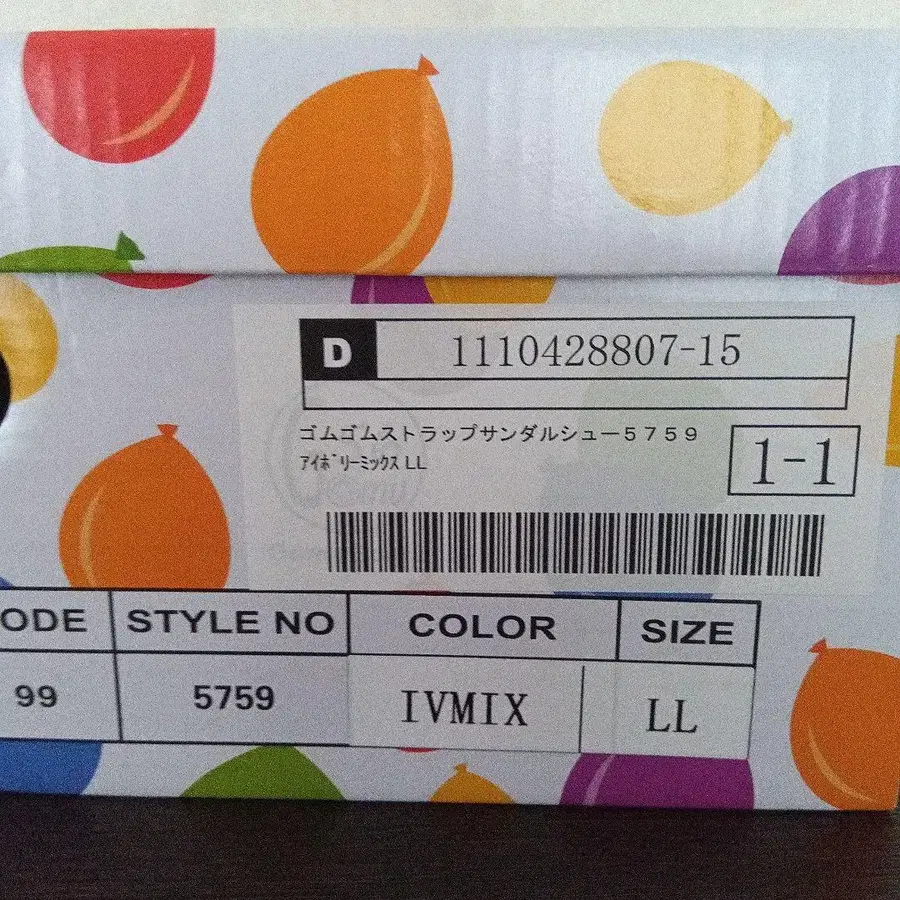 D 1110428807-15
ゴムゴムストラップサンダルシュー5759
ｱｲﾎﾞﾘｰﾐｯｸｽ LL
1-1
ODE STYLE NO COLOR SIZE
99 5759 IVMIX LL